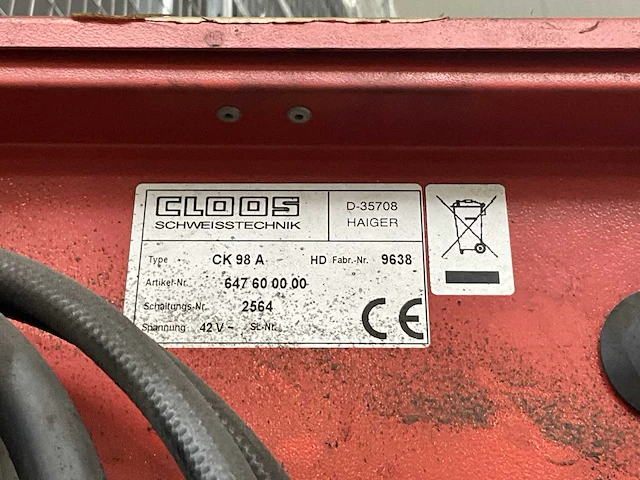 CLOOS
SCHWEISSTECHNIK
D-35708
HAIGER
Type CK 98 A HD Fabr.-Nr. 9638
Artikel-Nr. 647 60 00 00
Schaltungs-Nr. 2564
Spannung 42 V ~ SL-Nr.
CE